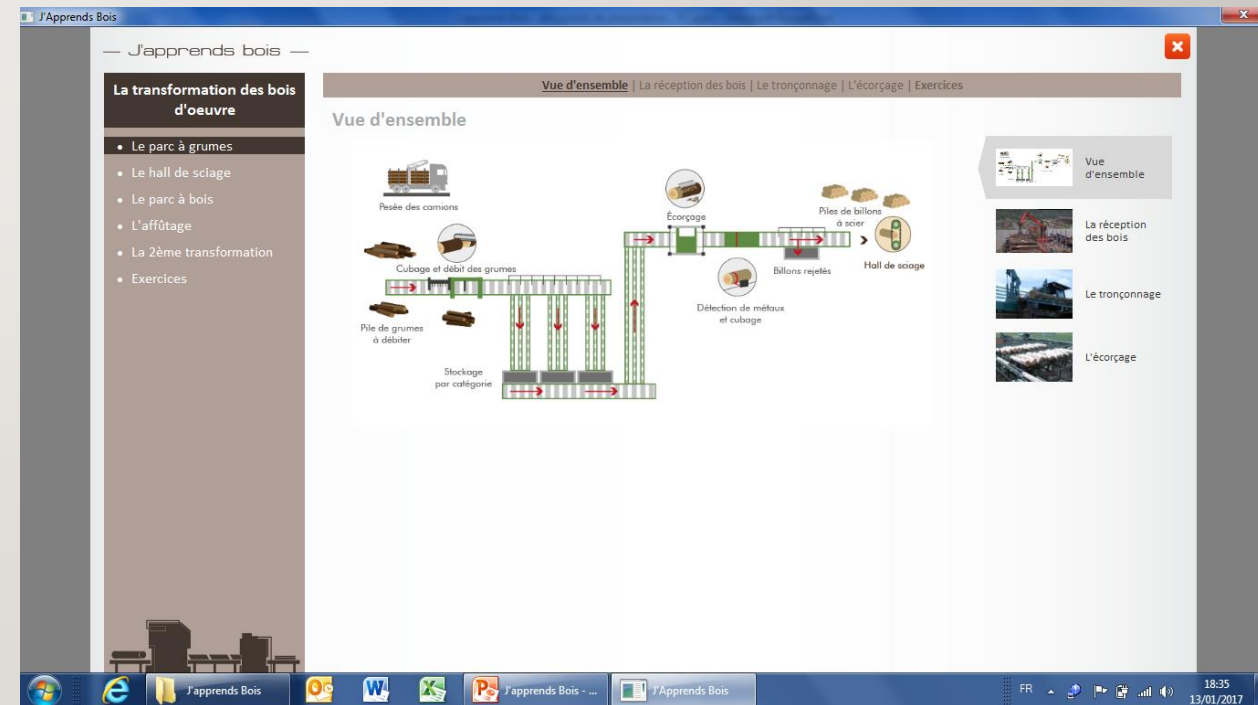 J'Apprends Bois
— J'apprends bois —
La transformation des bois
d'oeuvre
• Le parc à grumes
• Le hall de sciage
• Le parc à bois
• L'affûtage
• La 2ème transformation
• Exercices
Vue d'ensemble | La réception des bois | Le tronçonnage | L'écorçage | Exercices
Vue d'ensemble
Pesée des camions
Cubage et débit des grumes
Pile de grumes
à débiter
Stockage
par catégorie
Écorçage
Détection de métaux
et cubage
Piles de billons
à scier
Billons rejetés
Hall de sciage
Vue
d'ensemble
La réception
des bois
Le tronçonnage
L'écorçage
J'apprends Bois
J'apprends Bois - ...
J'Apprends Bois
FR
18:35
13/01/2017